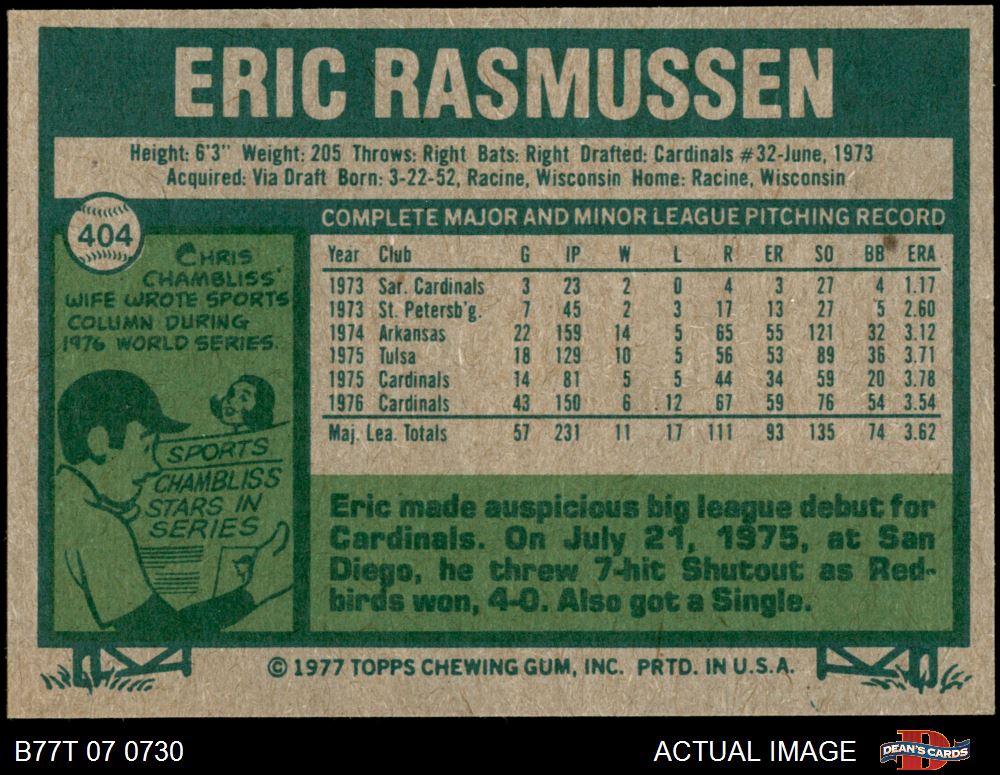 ERIC RASMUSSEN
Height: 6'3" Weight: 205 Throws: Right Bats: Right Drafted: Cardinals #32-June, 1973
Acquired: Via Draft Born: 3-22-52, Racine, Wisconsin Home: Racine, Wisconsin
404
CHRIS
CHAMBLISS'
WIFE WROTE SPORTS
COLUMN DURING
1976 WORLD SERIES.
SPORTS
CHAMBLISS
STARS IN
SERIES
COMPLETE MAJOR AND MINOR LEAGUE PITCHING RECORD
Year Club G IP W L R ER SO BB ERA
1973 Sar. Cardinals 3 23 2 0 4 3 27 4 1.17
1973 St. Petersb'g. 7 45 2 3 17 13 27 5 2.60
1974 Arkansas 22 159 14 5 65 55 121 32 3.12
1975 Tulsa 18 129 10 5 56 53 89 36 3.71
1975 Cardinals 14 81 5 5 44 34 59 20 3.78
1976 Cardinals 43 150 6 12 67 59 76 54 3.54
Maj. Lea. Totals 57 231 11 17 111 93 135 74 3.62
Eric made auspicious big league debut for
Cardinals. On July 21, 1975, at San
Diego, he threw 7-hit Shutout as Red-
birds won, 4-0. Also got a Single.
© 1977 TOPPS CHEWING GUM, INC. PRTD. IN U.S.A.
B77T 07 0730
ACTUAL IMAGE
DEAN'S CARDS